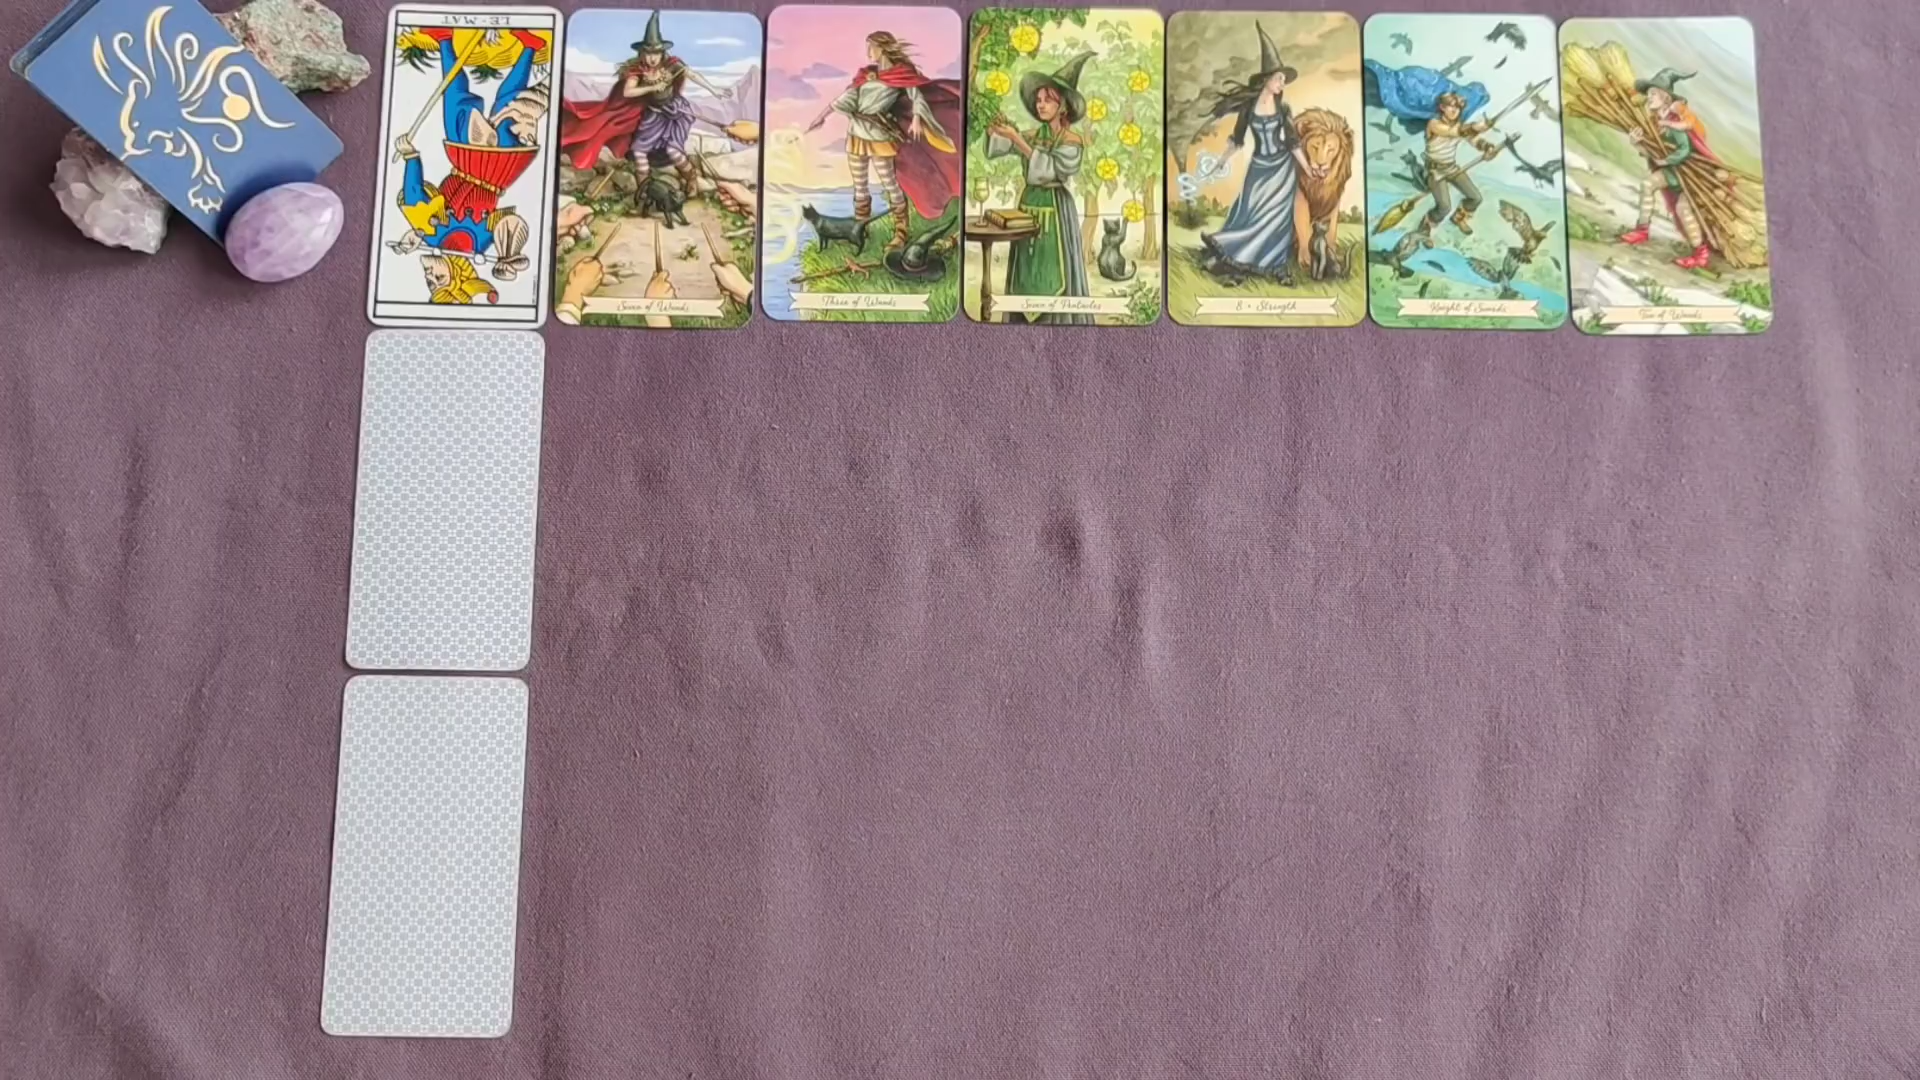 LE·MAT
Seven of Wands
Three of Wands
Seven of Pentacles
8 • Strength
Knight of Swords
Ten of Wands